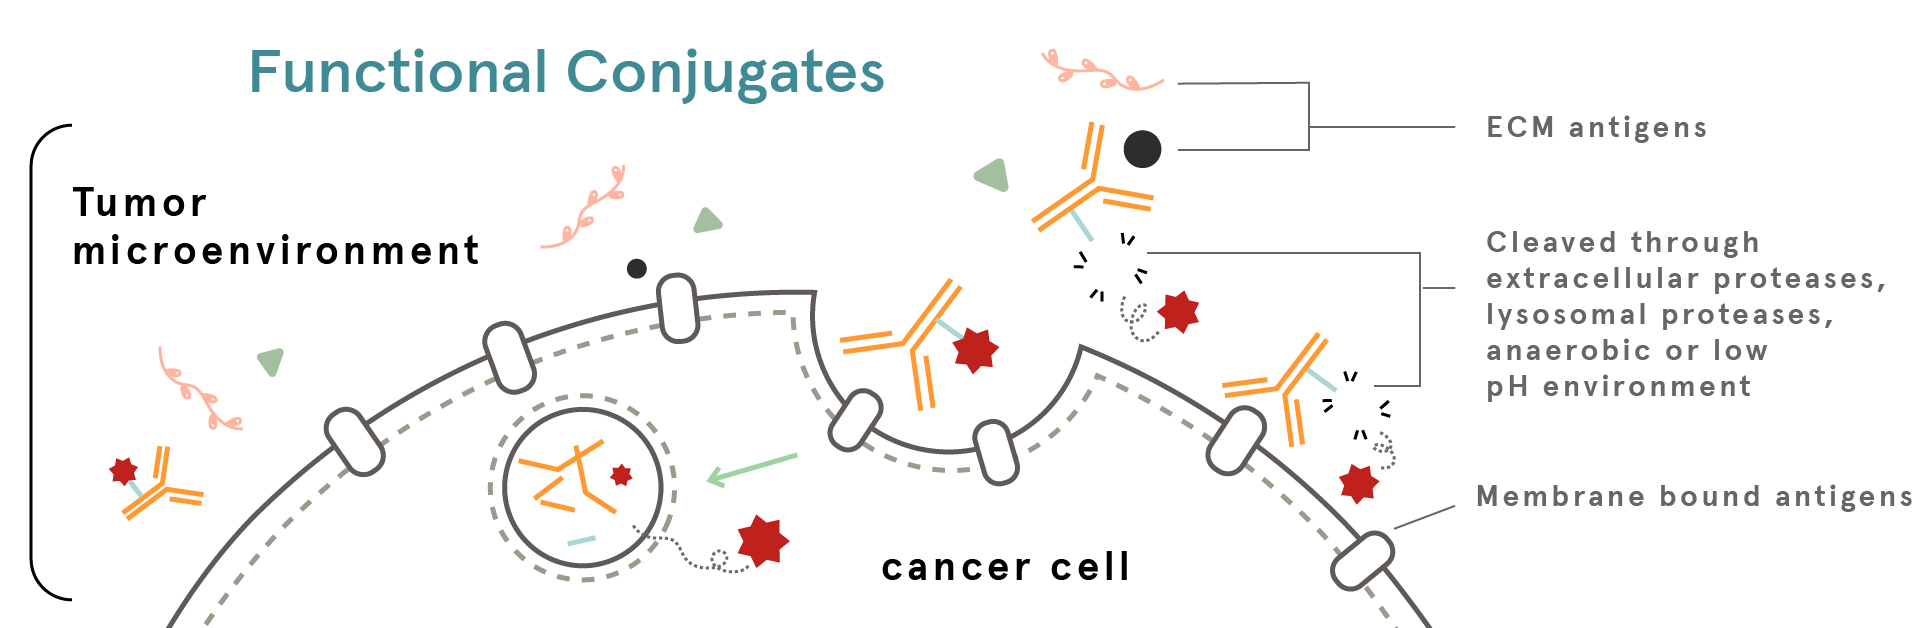 Functional Conjugates
Tumor
microenvironment
ECM antigens
Cleaved through
extracellular proteases,
lysosomal proteases,
anaerobic or low
pH environment
Membrane bound antigens
cancer cell